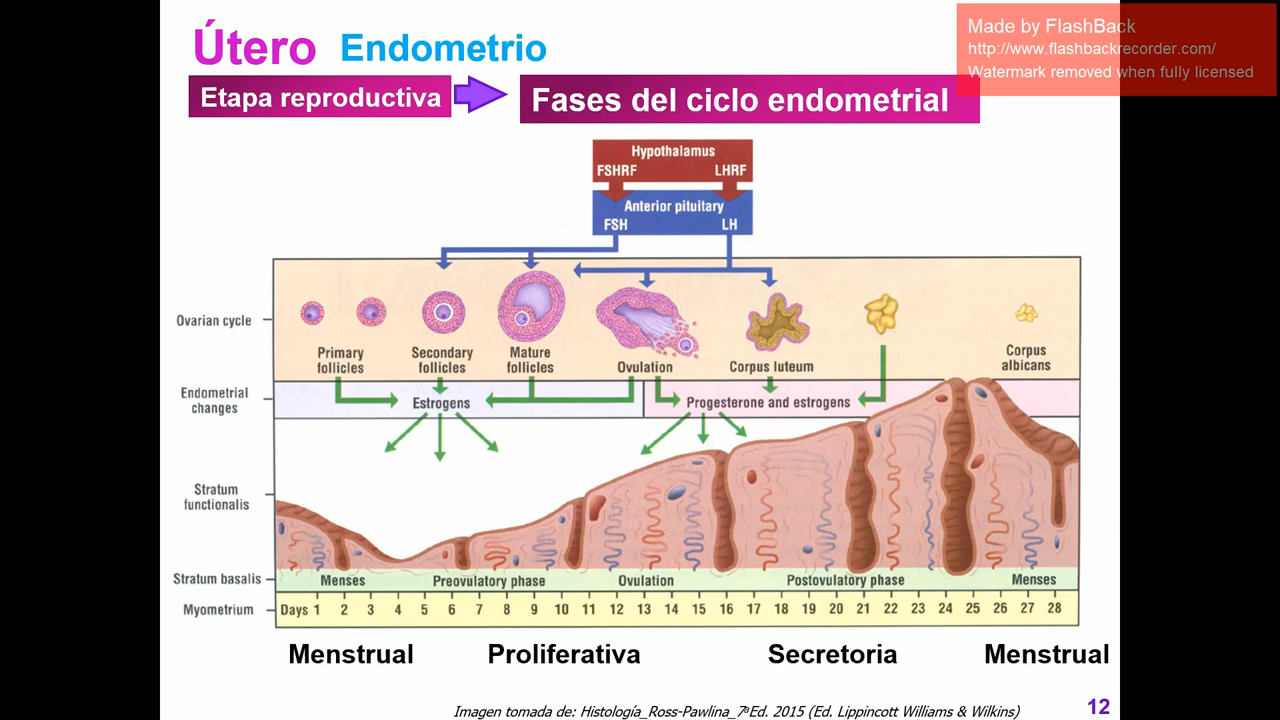 Útero Endometrio
Made by FlashBack
http://www.flashbackrecorder.com/
Watermark removed when fully licensed
Etapa reproductiva
Fases del ciclo endometrial
Hypothalamus
FSHRF LHRF
Anterior pituitary
FSH LH
Ovarian cycle
Primary
follicles
Secondary
follicles
Mature
follicles
Ovulation
Corpus luteum
Corpus
albicans
Endometrial
changes
Estrogens
Progesterone and estrogens
Stratum
functionalis
Stratum basalis
Menses Preovulatory phase Ovulation Postovulatory phase Menses
Myometrium
Days 1 2 3 4 5 6 7 8 9 10 11 12 13 14 15 16 17 18 19 20 21 22 23 24 25 26 27 28
Menstrual Proliferativa Secretoria Menstrual
Imagen tomada de: Histología_Ross-Pawlina_7ªEd. 2015 (Ed. Lippincott Williams & Wilkins)
12